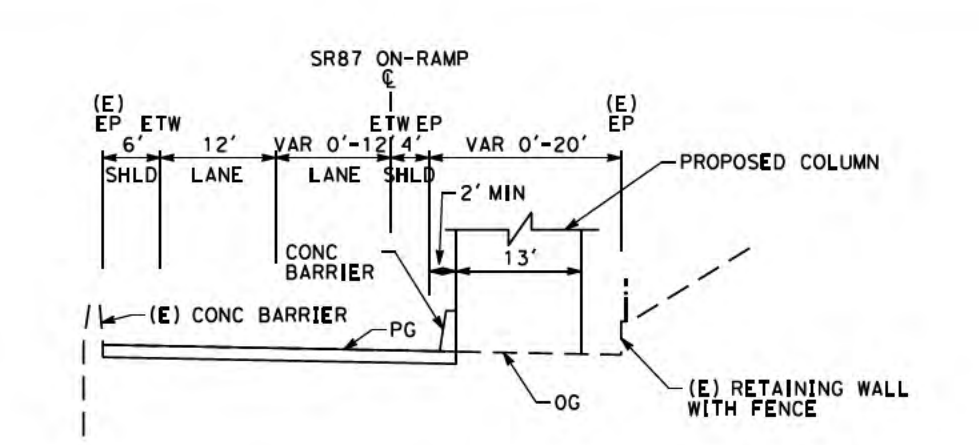 SR87 ON-RAMP
℄
(E)
EP ETW
ETW EP
(E)
EP
6' 12' VAR 0'-12' 4' VAR 0'-20'
SHLD LANE LANE SHLD
PROPOSED COLUMN
2' MIN
CONC
BARRIER
13'
(E) CONC BARRIER
PG
OG
(E) RETAINING WALL
WITH FENCE